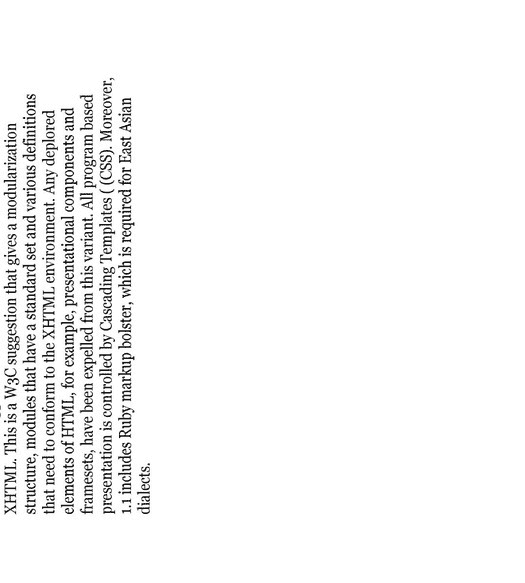 XHTML. This is a W3C suggestion that gives a modularization
structure, modules that have a standard set and various definitions
that need to conform to the XHTML environment. Any deplored
elements of HTML, for example, presentational components and
framesets, have been expelled from this variant. All program based
presentation is controlled by Cascading Templates ( (CSS). Moreover,
1.1 includes Ruby markup bolster, which is required for East Asian
dialects.